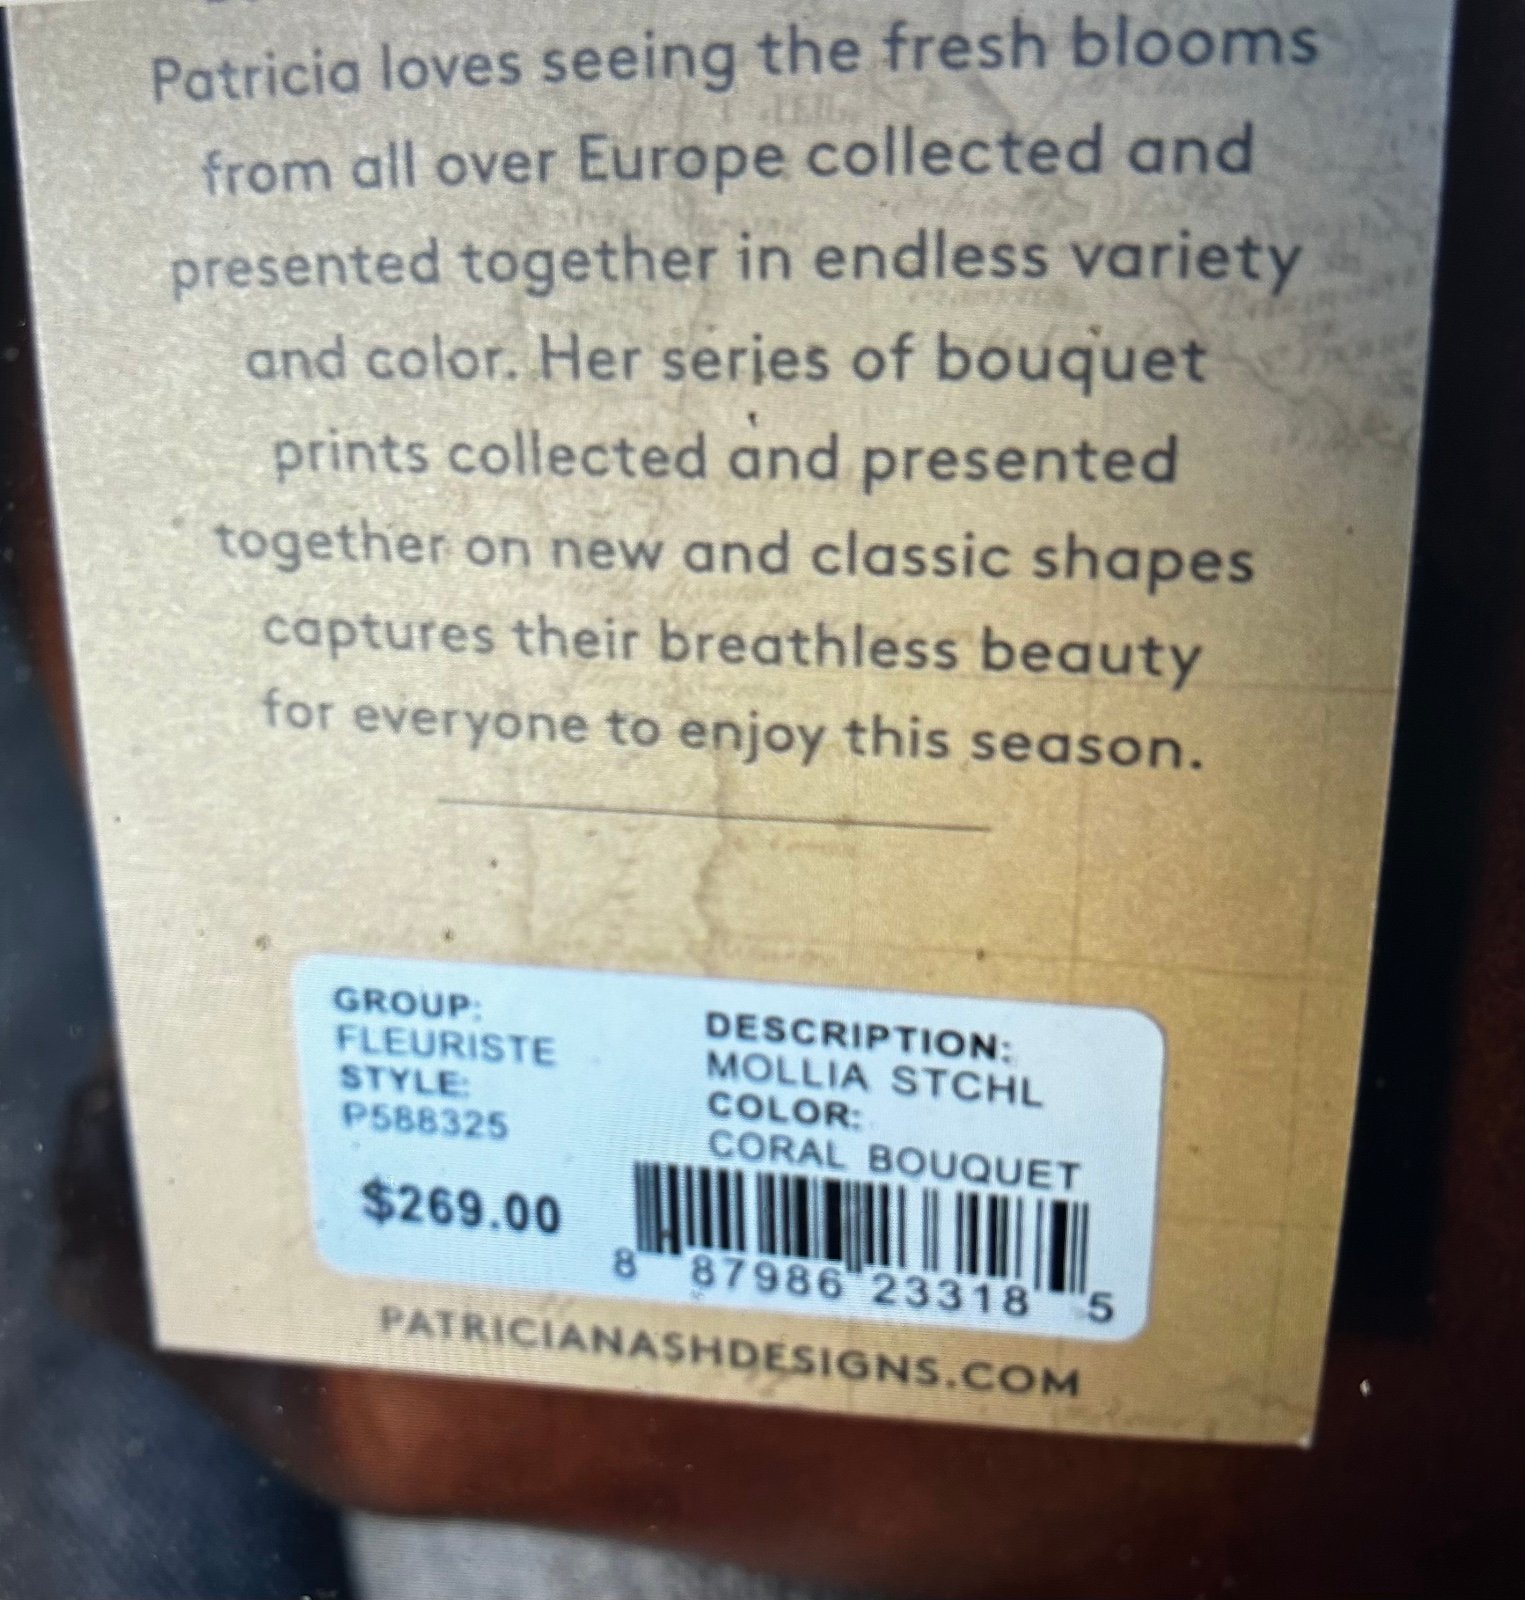 Patricia loves seeing the fresh blooms
from all over Europe collected and
presented together in endless variety
and color. Her series of bouquet
prints collected and presented
together on new and classic shapes
captures their breathless beauty
for everyone to enjoy this season.
GROUP:
FLEURISTE
STYLE:
P588325
$269.00
DESCRIPTION:
MOLLIA STCHL
COLOR:
CORAL BOUQUET
8 87986 23318 5
PATRICIANASHDESIGNS.COM